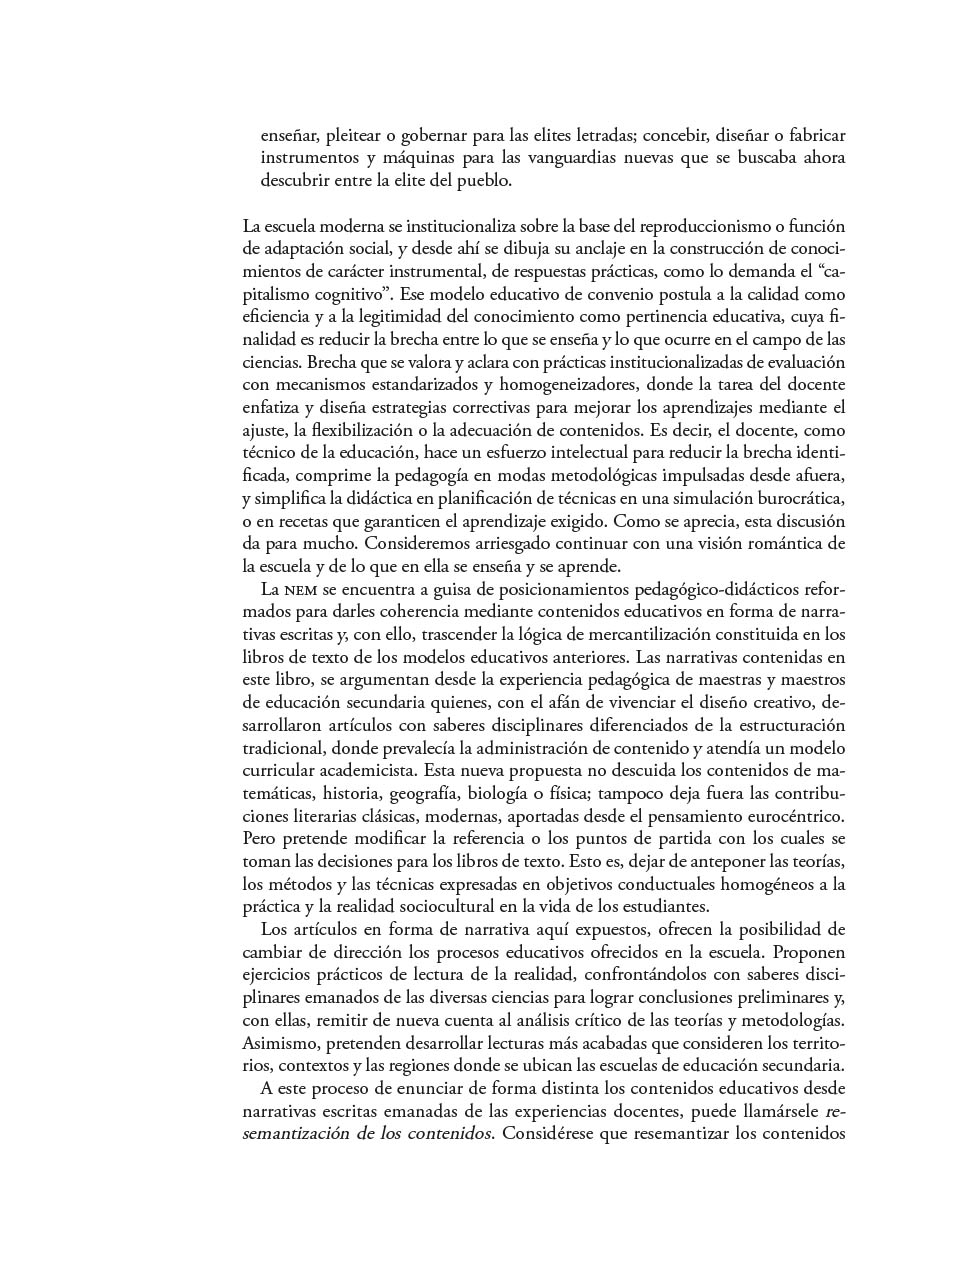 enseñar, pleitear o gobernar para las elites letradas; concebir, diseñar o fabricar
instrumentos y máquinas para las vanguardias nuevas que se buscaba ahora
descubrir entre la elite del pueblo.
La escuela moderna se institucionaliza sobre la base del reproduccionismo o función
de adaptación social, y desde ahí se dibuja su anclaje en la construcción de conoci-
mientos de carácter instrumental, de respuestas prácticas, como lo demanda el “ca-
pitalismo cognitivo”. Ese modelo educativo de convenio postula a la calidad como
eficiencia y a la legitimidad del conocimiento como pertinencia educativa, cuya fi-
nalidad es reducir la brecha entre lo que se enseña y lo que ocurre en el campo de las
ciencias. Brecha que se valora y aclara con prácticas institucionalizadas de evaluación
con mecanismos estandarizados y homogeneizadores, donde la tarea del docente
enfatiza y diseña estrategias correctivas para mejorar los aprendizajes mediante el
ajuste, la flexibilización o la adecuación de contenidos. Es decir, el docente, como
técnico de la educación, hace un esfuerzo intelectual para reducir la brecha identi-
ficada, comprime la pedagogía en modas metodológicas impulsadas desde afuera,
y simplifica la didáctica en planificación de técnicas en una simulación burocrática,
o en recetas que garanticen el aprendizaje exigido. Como se aprecia, esta discusión
da para mucho. Consideremos arriesgado continuar con una visión romántica de
la escuela y de lo que en ella se enseña y se aprende.
La NEM se encuentra a guisa de posicionamientos pedagógico-didácticos refor-
mados para darles coherencia mediante contenidos educativos en forma de narra-
tivas escritas y, con ello, trascender la lógica de mercantilización constituida en los
libros de texto de los modelos educativos anteriores. Las narrativas contenidas en
este libro, se argumentan desde la experiencia pedagógica de maestras y maestros
de educación secundaria quienes, con el afán de vivenciar el diseño creativo, de-
sarrollaron artículos con saberes disciplinares diferenciados de la estructuración
tradicional, donde prevalecía la administración de contenido y atendía un modelo
curricular academicista. Esta nueva propuesta no descuida los contenidos de ma-
temáticas, historia, geografía, biología o física; tampoco deja fuera las contribu-
ciones literarias clásicas, modernas, aportadas desde el pensamiento eurocéntrico.
Pero pretende modificar la referencia o los puntos de partida con los cuales se
toman las decisiones para los libros de texto. Esto es, dejar de anteponer las teorías,
los métodos y las técnicas expresadas en objetivos conductuales homogéneos a la
práctica y la realidad sociocultural en la vida de los estudiantes.
Los artículos en forma de narrativa aquí expuestos, ofrecen la posibilidad de
cambiar de dirección los procesos educativos ofrecidos en la escuela. Proponen
ejercicios prácticos de lectura de la realidad, confrontándolos con saberes disci-
plinares emanados de las diversas ciencias para lograr conclusiones preliminares y,
con ellas, remitir de nueva cuenta al análisis crítico de las teorías y metodologías.
Asimismo, pretenden desarrollar lecturas más acabadas que consideren los territo-
rios, contextos y las regiones donde se ubican las escuelas de educación secundaria.
A este proceso de enunciar de forma distinta los contenidos educativos desde
narrativas escritas emanadas de las experiencias docentes, puede llamársele re-
semantización de los contenidos. Considérese que resemantizar los contenidos